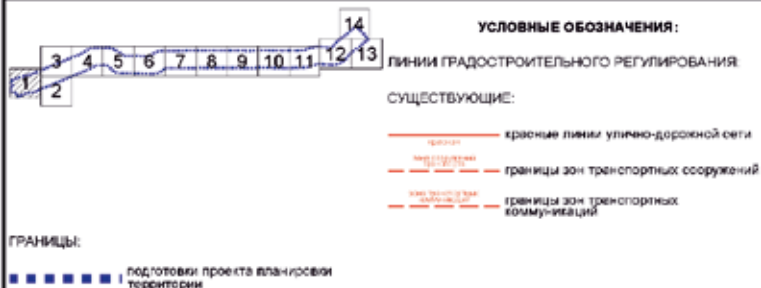 14
3 4 5 6 7 8 9 10 11 12 13
1
2
УСЛОВНЫЕ ОБОЗНАЧЕНИЯ:
ЛИНИИ ГРАДОСТРОИТЕЛЬНОГО РЕГУЛИРОВАНИЯ:
СУЩЕСТВУЮЩИЕ:
красные линии улично-дорожной сети
границы зон транспортных сооружений
границы зон транспортных
коммуникаций
ГРАНИЦЫ:
подготовки проекта планировки
территории